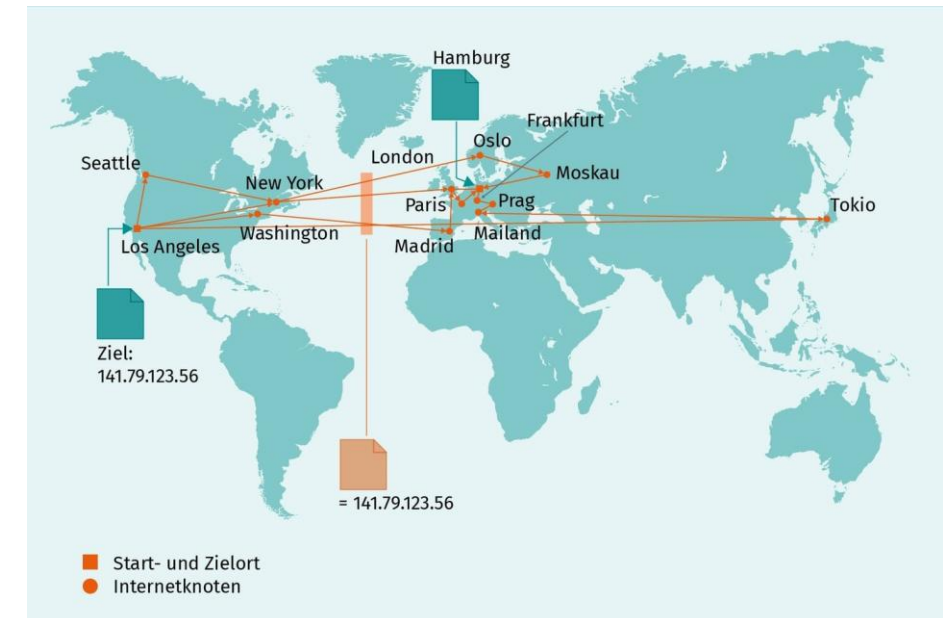 Hamburg
Frankfurt
Oslo
London
Seattle
Moskau
New York
Paris
Prag
Tokio
Washington
Mailand
Madrid
Los Angeles
Ziel:
141.79.123.56
= 141.79.123.56
Start- und Zielort
Internetknoten